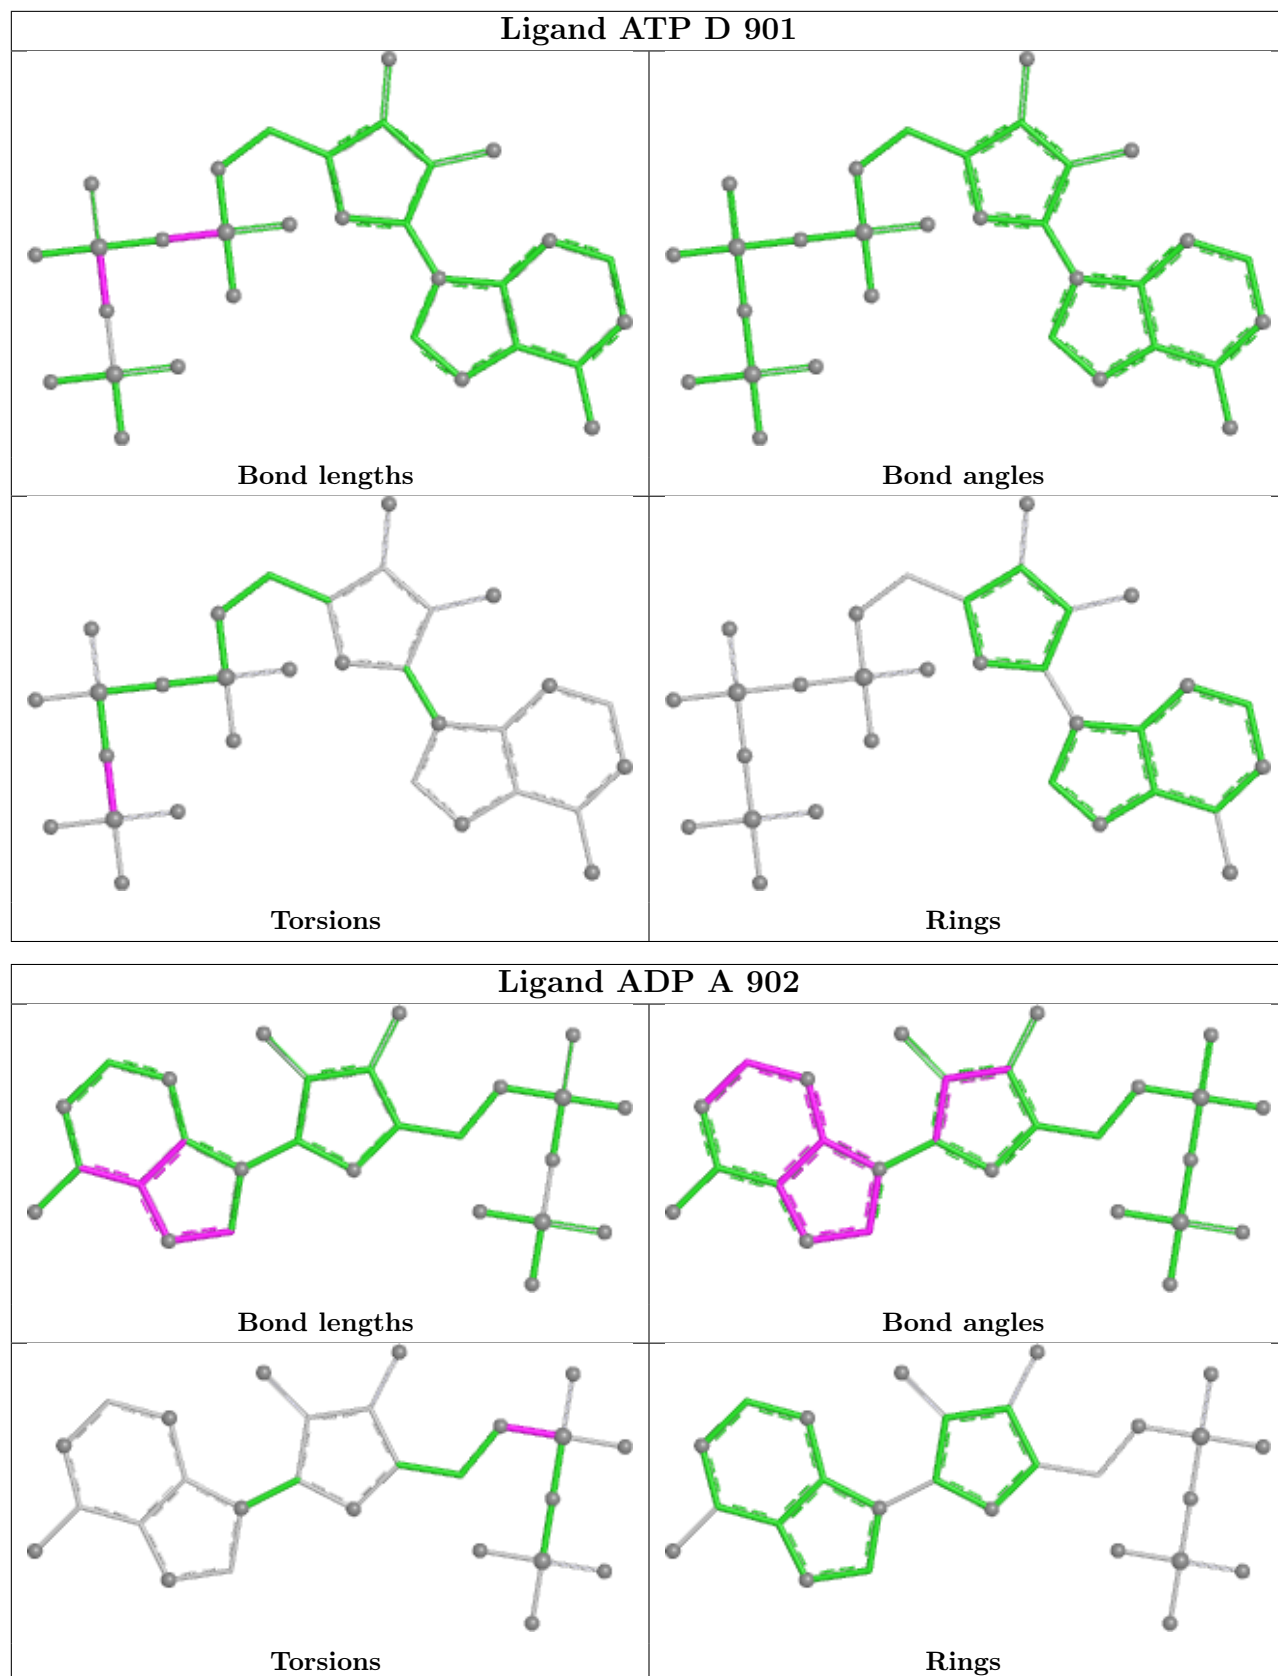 Ligand ATP D 901
Bond lengths
Bond angles
Torsions
Rings
Ligand ADP A 902
Bond lengths
Bond angles
Torsions
Rings